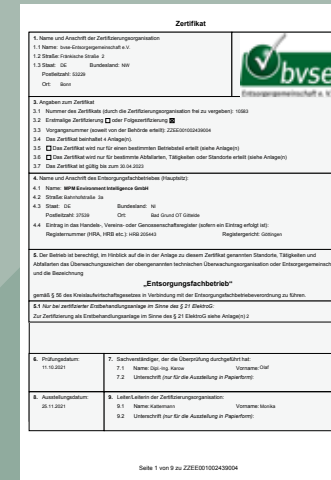 Zertifikat
1. Name und Anschrift der Zertifizierungsorganisation
1.1 Name: bvse-Entsorgergemeinschaft e.V.
1.2 Straße: Fränkische Straße 2
1.3 Staat: DE Bundesland: NW
Postleitzahl: 53229
Ort: Bonn
bvse
Entsorgergemeinschaft e. V.
3. Angaben zum Zertifikat
3.1 Nummer des Zertifikats (durch die Zertifizierungsorganisation frei zu vergeben): 10583
3.2 Erstmalige Zertifizierung ☐ oder Folgezertifizierung ☒
3.3 Vorgangsnummer (soweit von der Behörde erteilt): ZZEE001002439004
3.4 Das Zertifikat beinhaltet 4 Anlage(n).
3.5 ☐ Das Zertifikat wird nur für einen bestimmten Betriebsteil erteilt (siehe Anlage(n)
3.6 ☐ Das Zertifikat wird nur für bestimmte Abfallarten, Tätigkeiten oder Standorte erteilt (siehe Anlage(n)
3.7 Das Zertifikat ist gültig bis zum 30.04.2023
4. Name und Anschrift des Entsorgungsfachbetriebes (Hauptsitz):
4.1 Name: MPM Environment Intelligence GmbH
4.2 Straße: Bahnhofstraße 3a
4.3 Staat: DE Bundesland: NI
Postleitzahl: 37539 Ort: Bad Grund OT Gittelde
4.4 Eintrag in das Handels-, Vereins- oder Genossenschaftsregister (sofern ein Eintrag erfolgt ist):
Registernummer (HRA, HRB etc.): HRB 205443 Registergericht: Göttingen
5. Der Betrieb ist berechtigt, im Hinblick auf die in der Anlage zu diesem Zertifikat genannten Standorte, Tätigkeiten und
Abfallarten das Überwachungszeichen der obengenannten technischen Überwachungsorganisation oder Entsorgergemeinsch
und die Bezeichnung
„Entsorgungsfachbetrieb“
gemäß § 56 des Kreislaufwirtschaftsgesetzes in Verbindung mit der Entsorgungsfachbetriebeverordnung zu führen.
5.1 Nur bei zertifizierter Erstbehandlungsanlage im Sinne des § 21 ElektroG:
Zur Zertifizierung als Erstbehandlungsanlage im Sinne des § 21 ElektroG siehe Anlage(n) 2
6. Prüfungsdatum:
11.10.2021
7. Sachverständiger, der die Überprüfung durchgeführt hat:
7.1 Name: Dipl.-Ing. Karow Vorname: Olaf
7.2 Unterschrift (nur für die Ausstellung in Papierform):
8. Ausstellungsdatum:
25.11.2021
9. Leiter/Leiterin der Zertifizierungsorganisation:
9.1 Name: Kattermann Vorname: Monika
9.2 Unterschrift (nur für die Ausstellung in Papierform):
Seite 1 von 9 zu ZZEE001002439004